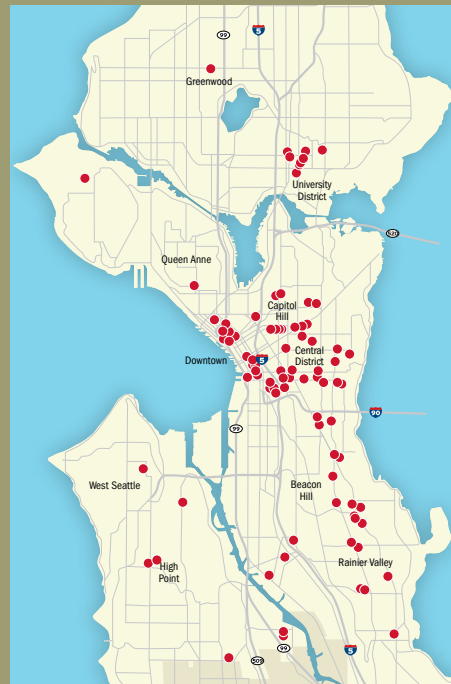 99
5
Greenwood
University
District
520
Queen Anne
Capitol
Hill
Central
District
Downtown
5
90
99
West Seattle
Beacon
Hill
High
Point
Rainier Valley
99
5
509